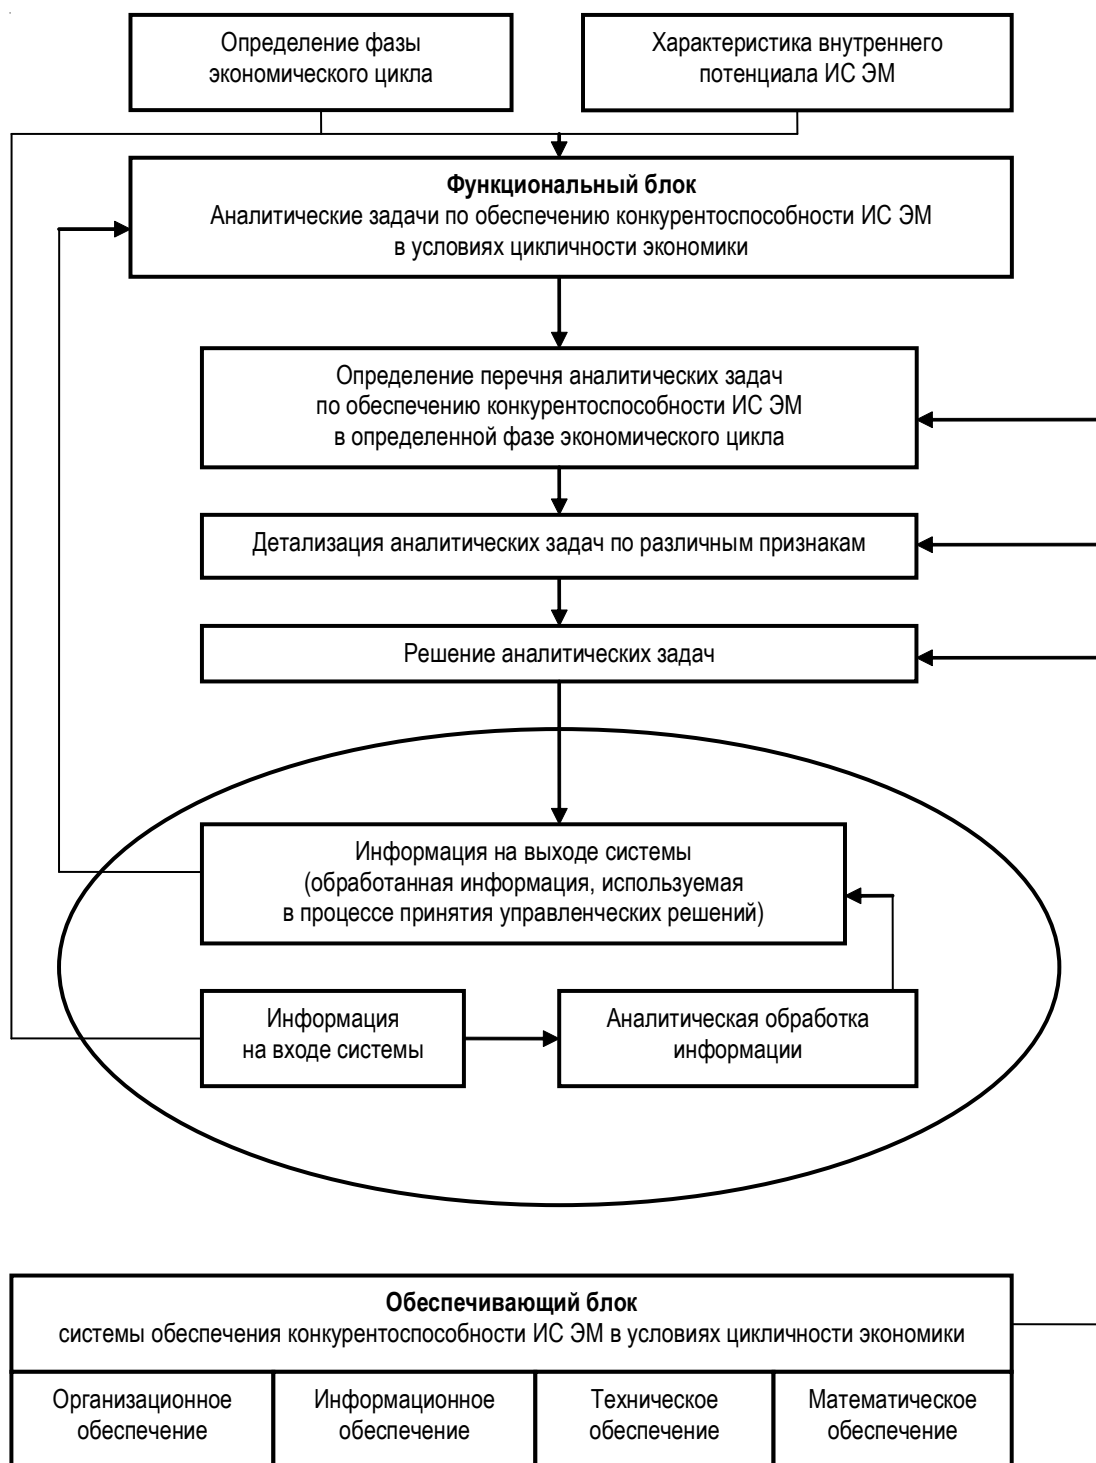 Определение фазы
экономического цикла
Характеристика внутреннего
потенциала ИС ЭМ
Функциональный блок
Аналитические задачи по обеспечению конкурентоспособности ИС ЭМ
в условиях цикличности экономики
Определение перечня аналитических задач
по обеспечению конкурентоспособности ИС ЭМ
в определенной фазе экономического цикла
Детализация аналитических задач по различным признакам
Решение аналитических задач
Информация на выходе системы
(обработанная информация, используемая
в процессе принятия управленческих решений)
Информация
на входе системы
Аналитическая обработка
информации
Обеспечивающий блок
системы обеспечения конкурентоспособности ИС ЭМ в условиях цикличности экономики
Организационное
обеспечение
Информационное
обеспечение
Техническое
обеспечение
Математическое
обеспечение